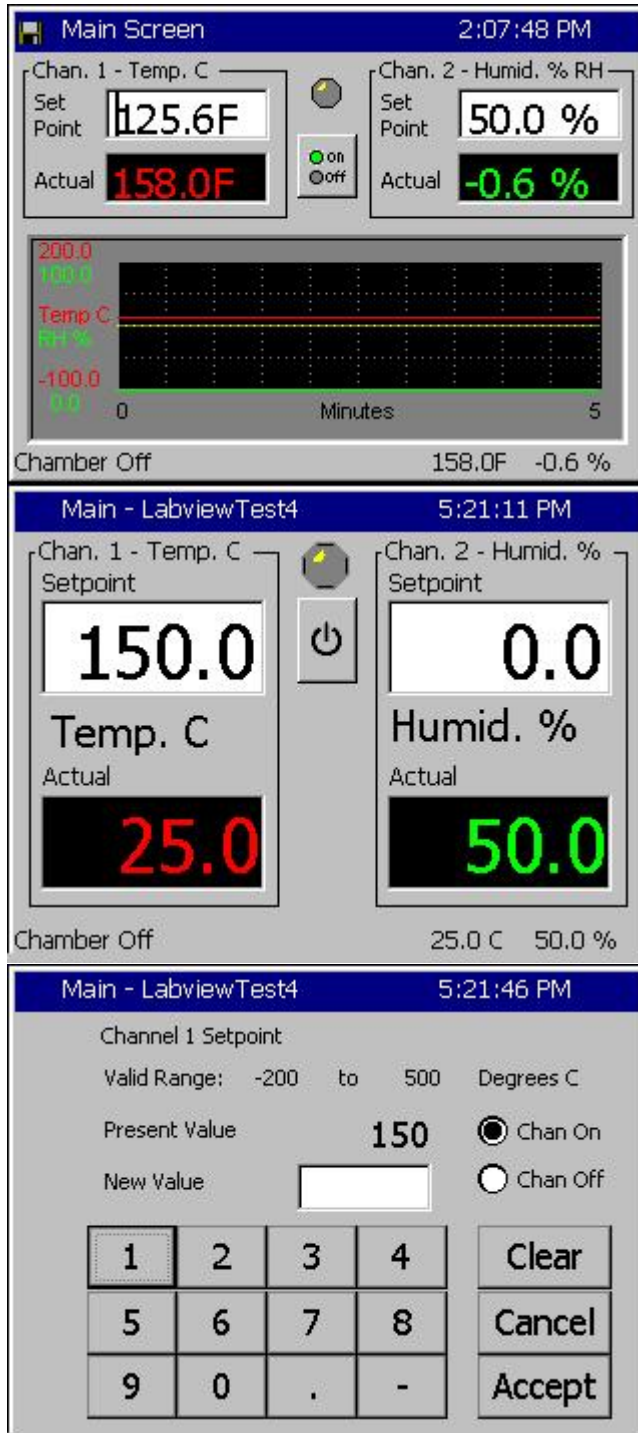 Main Screen 2:07:48 PM
Chan. 1 - Temp. C Chan. 2 - Humid. % RH
Set Point 125.6F on off Set Point 50.0 %
Actual 158.0F Actual -0.6 %
200.0
100.0
Temp C
RH %
-100.0
0.0
0 Minutes 5
Chamber Off 158.0F -0.6 %
Main - LabviewTest4 5:21:11 PM
Chan. 1 - Temp. C Chan. 2 - Humid. %
Setpoint Setpoint
150.0 0.0
Temp. C Humid. %
Actual Actual
25.0 50.0
Chamber Off 25.0 C 50.0 %
Main - LabviewTest4 5:21:46 PM
Channel 1 Setpoint
Valid Range: -200 to 500 Degrees C
Present Value 150 Chan On
New Value Chan Off
1 2 3 4 Clear
5 6 7 8 Cancel
9 0 . - Accept